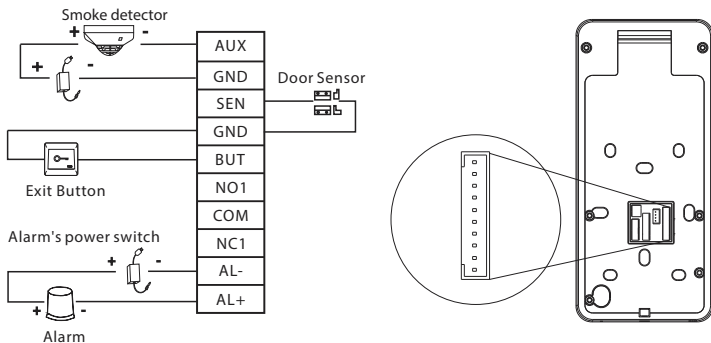 Smoke detector
+
-
+
-
AUX
GND
SEN
GND
BUT
NO1
COM
NC1
AL-
AL+
Door Sensor
Exit Button
Alarm's power switch
+
-
+
-
Alarm